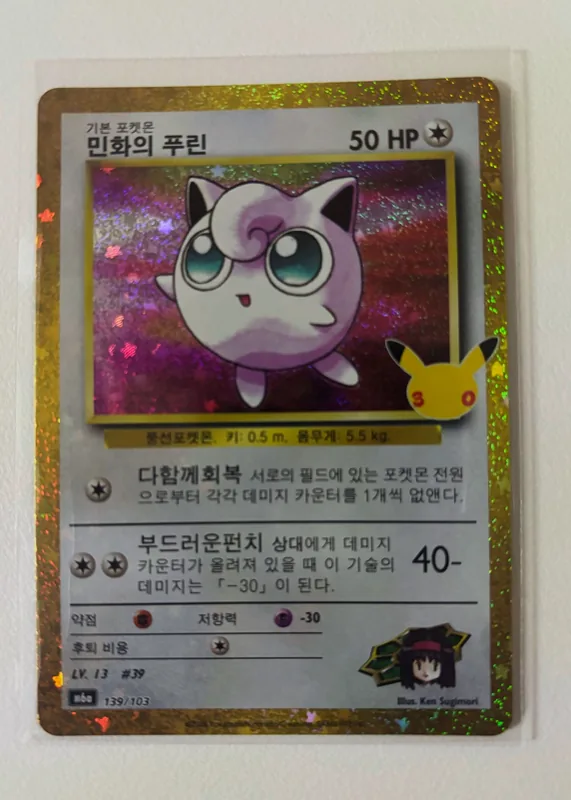 기본 포켓몬
민화의 푸린 50 HP
30
풍선포켓몬. 키: 0.5 m, 몸무게: 5.5 kg.
다함께회복 서로의 필드에 있는 포켓몬 전원
으로부터 각각 데미지 카운터를 1개씩 없앤다.
부드러운펀치 상대에게 데미지
카운터가 올려져 있을 때 이 기술의
데미지는 「-30」이 된다.
40-
약점 저항력 -30
후퇴 비용
LV. 13 #39
139/103
Illus. Ken Sugimori